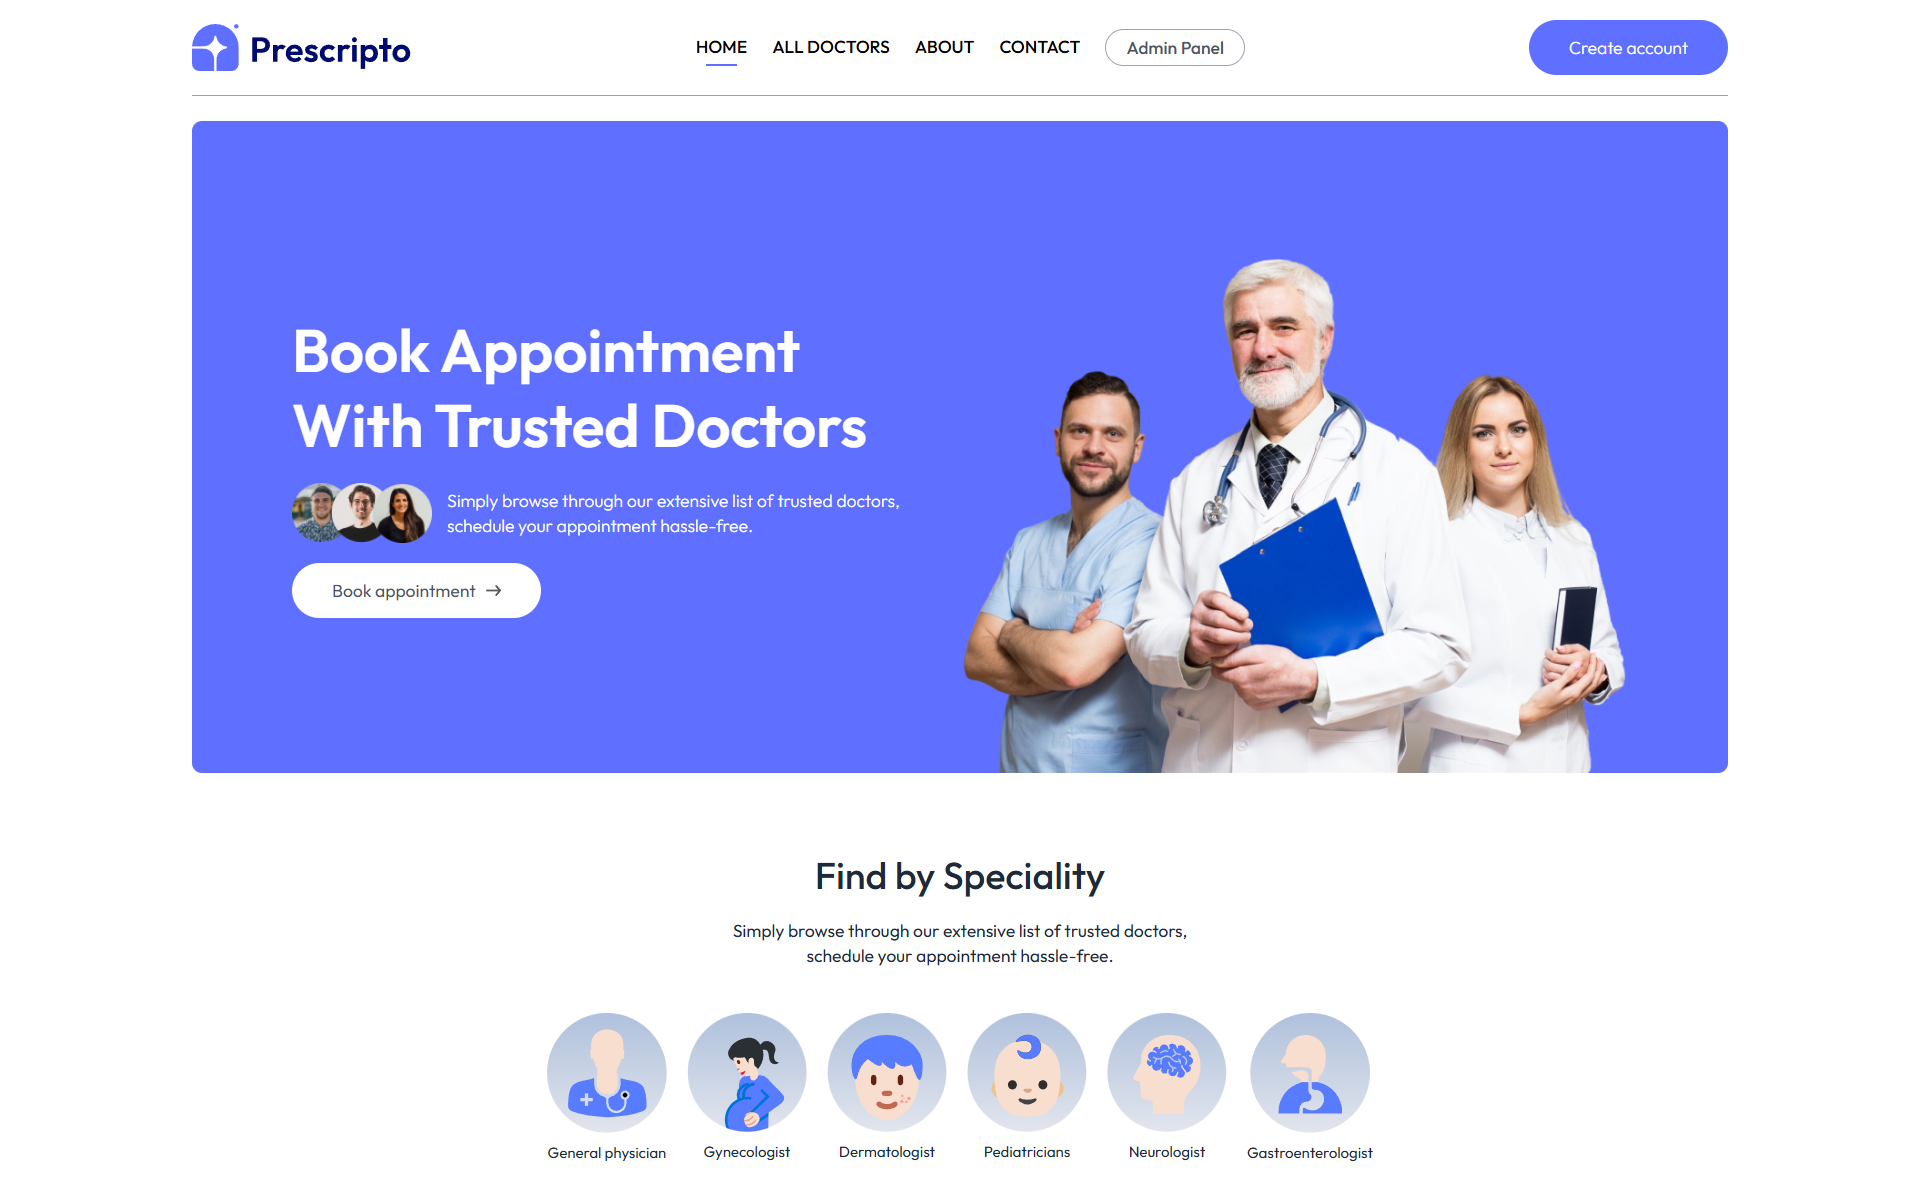 Prescripto
HOME
ALL DOCTORS
ABOUT
CONTACT
Admin Panel
Create account
Book Appointment
With Trusted Doctors
Simply browse through our extensive list of trusted doctors,
schedule your appointment hassle-free.
Book appointment
Find by Speciality
Simply browse through our extensive list of trusted doctors,
schedule your appointment hassle-free.
General physician
Gynecologist
Dermatologist
Pediatricians
Neurologist
Gastroenterologist